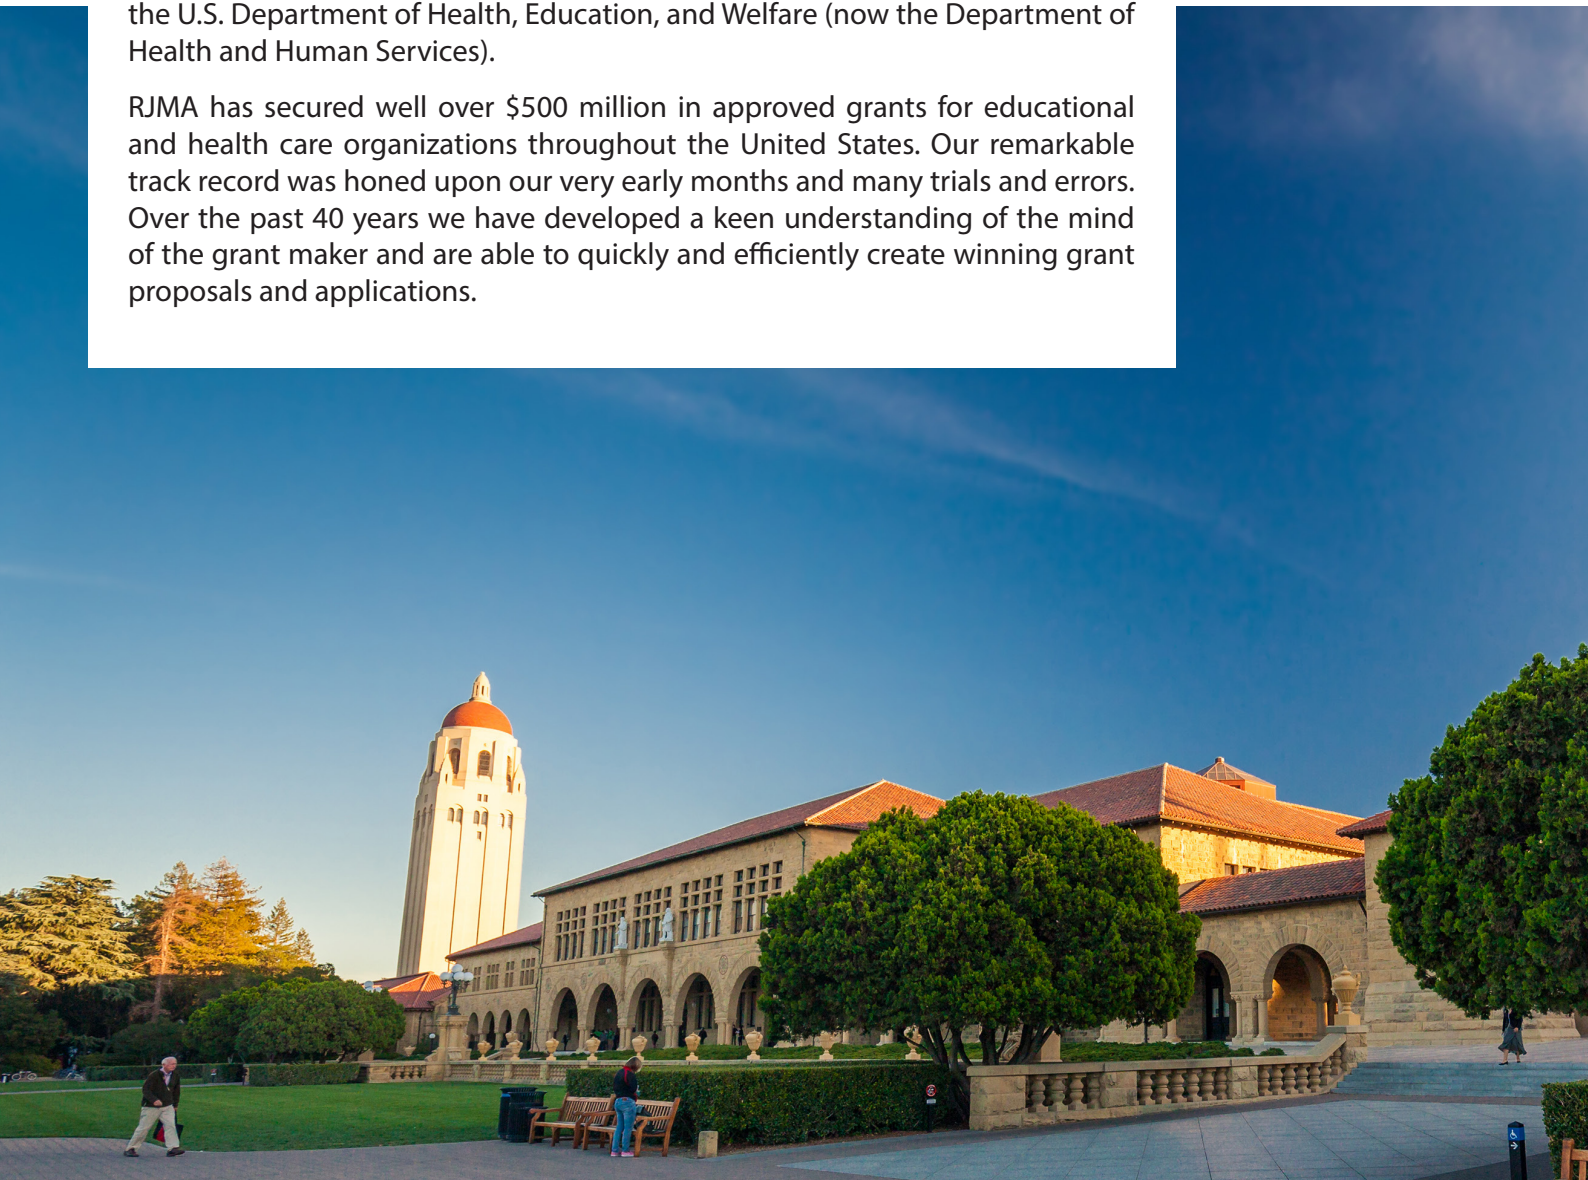 the U.S. Department of Health, Education, and Welfare (now the Department of
Health and Human Services).
RJMA has secured well over $500 million in approved grants for educational
and health care organizations throughout the United States. Our remarkable
track record was honed upon our very early months and many trials and errors.
Over the past 40 years we have developed a keen understanding of the mind
of the grant maker and are able to quickly and efficiently create winning grant
proposals and applications.